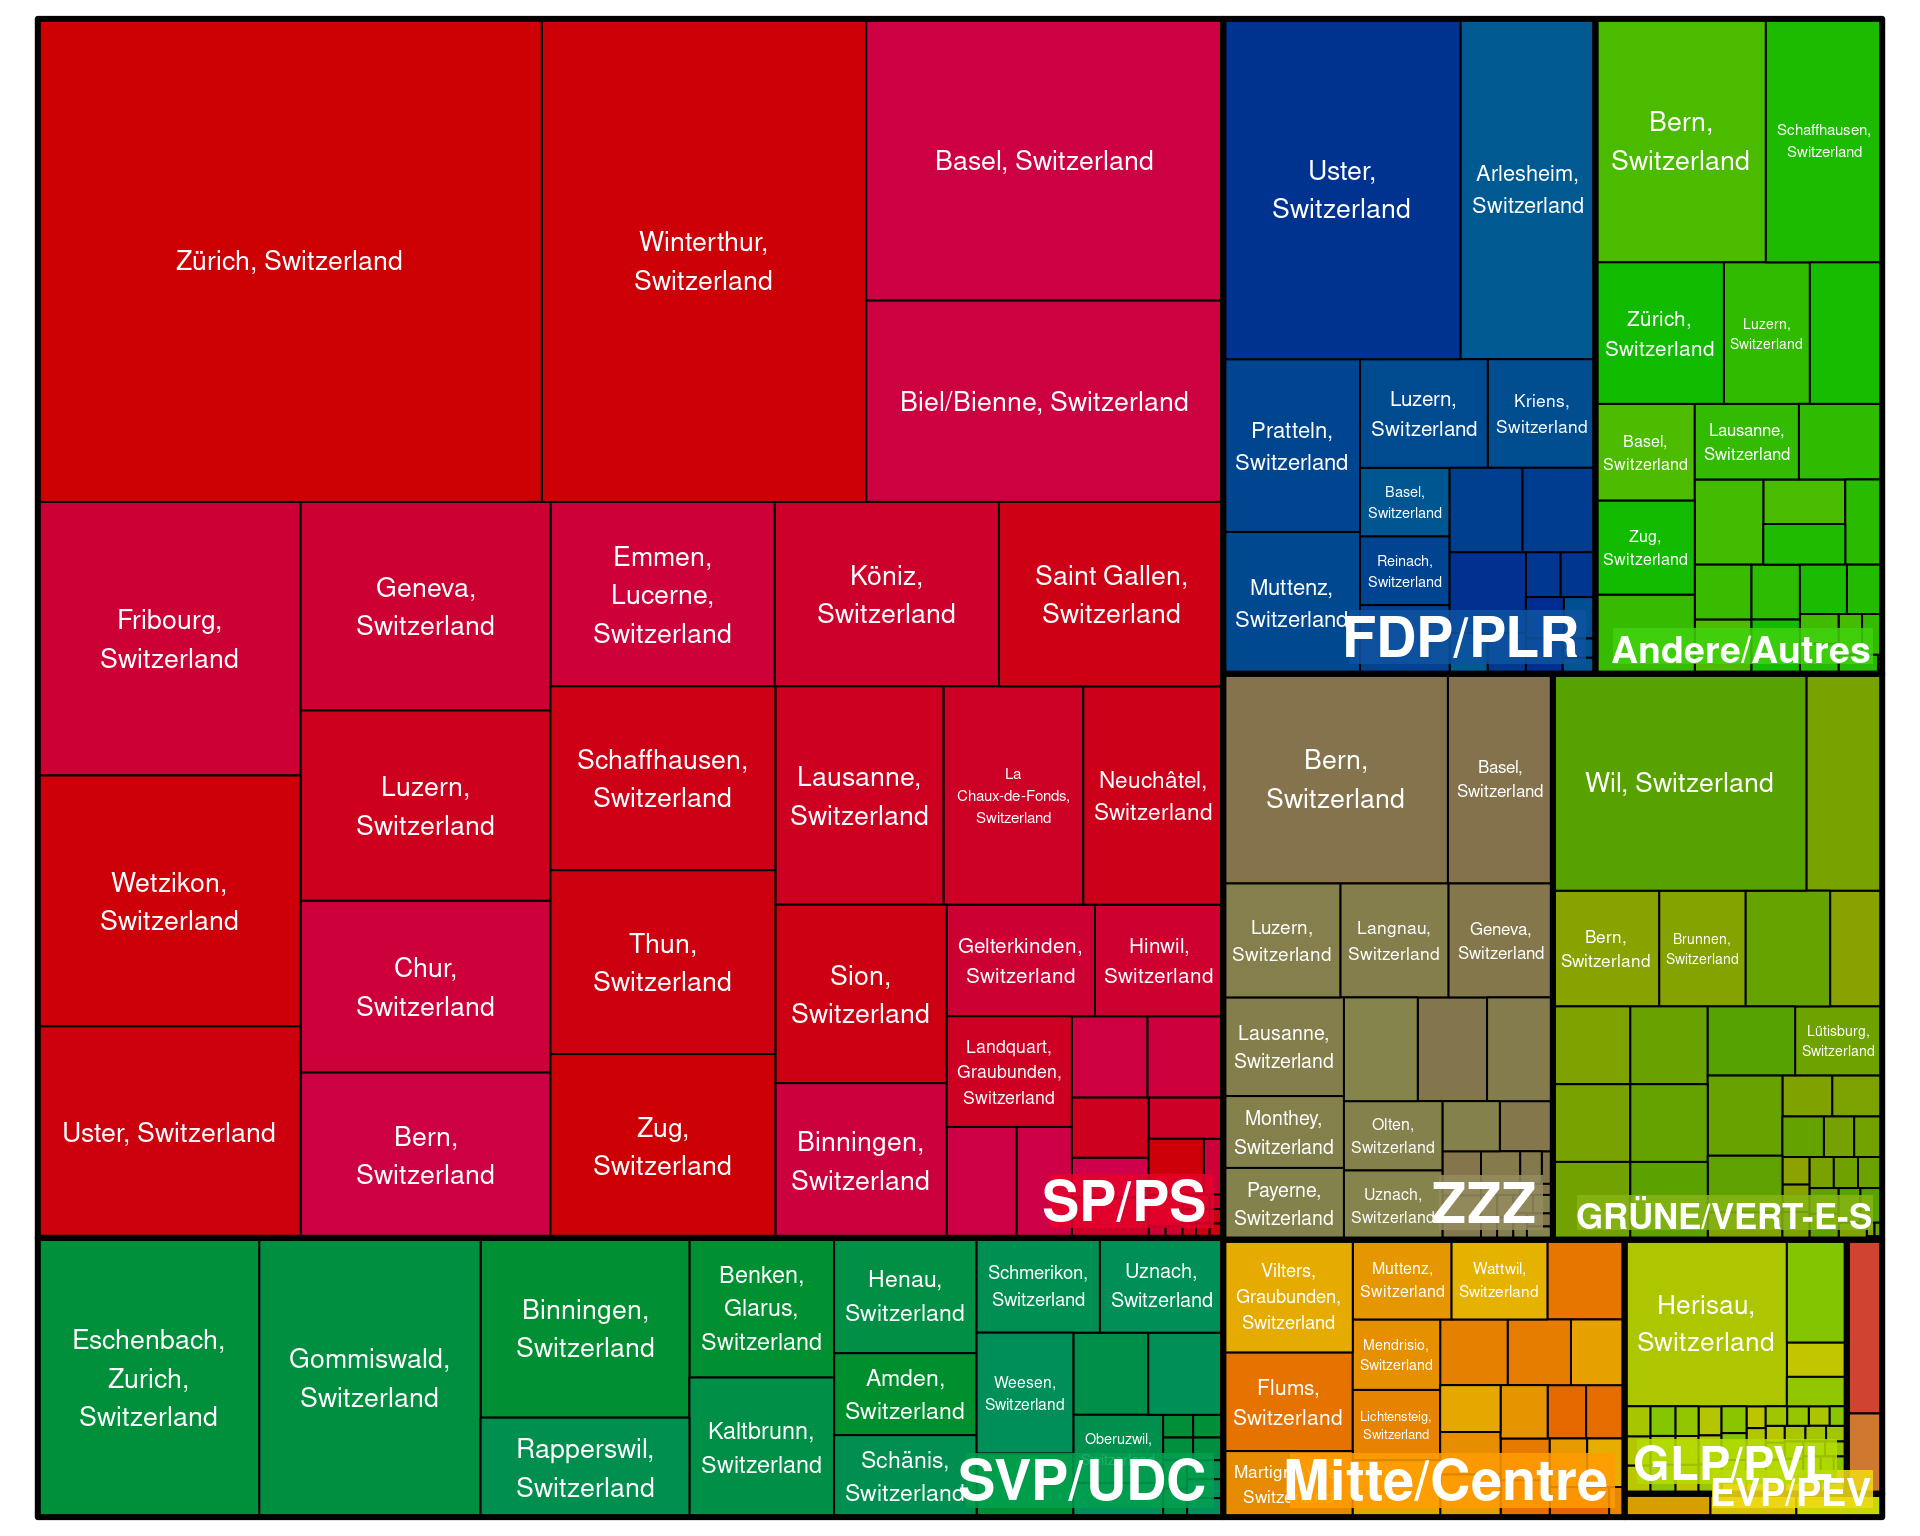 Zürich, Switzerland
Winterthur,
Switzerland
Basel, Switzerland
Biel/Bienne, Switzerland
Fribourg,
Switzerland
Wetzikon,
Switzerland
Uster, Switzerland
Geneva,
Switzerland
Luzern,
Switzerland
Chur,
Switzerland
Bern,
Switzerland
Emmen,
Lucerne,
Switzerland
Schaffhausen,
Switzerland
Thun,
Switzerland
Zug,
Switzerland
Köniz,
Switzerland
Saint Gallen,
Switzerland
Lausanne,
Switzerland
La
Chaux-de-Fonds,
Switzerland
Neuchâtel,
Switzerland
Sion,
Switzerland
Binningen,
Switzerland
Gelterkinden,
Switzerland
Hinwil,
Switzerland
Landquart,
Graubunden,
Switzerland
SP/PS
Eschenbach,
Zurich,
Switzerland
Gommiswald,
Switzerland
Binningen,
Switzerland
Rapperswil,
Switzerland
Benken,
Glarus,
Switzerland
Kaltbrunn,
Switzerland
Henau,
Switzerland
Amden,
Switzerland
Schänis,
Switzerland
Schmerikon,
Switzerland
Uznach,
Switzerland
Weesen,
Switzerland
Oberuzwil,
SVP/UDC
Uster,
Switzerland
Arlesheim,
Switzerland
Pratteln,
Switzerland
Muttenz,
Switzerland
Luzern,
Switzerland
Kriens,
Switzerland
Basel,
Switzerland
Reinach,
Switzerland
FDP/PLR
Bern,
Switzerland
Schaffhausen,
Switzerland
Zürich,
Switzerland
Luzern,
Switzerland
Basel,
Switzerland
Lausanne,
Switzerland
Zug,
Switzerland
Andere/Autres
Bern,
Switzerland
Basel,
Switzerland
Luzern,
Switzerland
Langnau,
Switzerland
Geneva,
Switzerland
Lausanne,
Switzerland
Monthey,
Switzerland
Olten,
Switzerland
Payerne,
Switzerland
Uznach,
Switzerland
ZZZ
Wil, Switzerland
Bern,
Switzerland
Brunnen,
Switzerland
Lütisburg,
Switzerland
GRÜNE/VERT-E-S
Vilters,
Graubunden,
Switzerland
Muttenz,
Switzerland
Wattwil,
Switzerland
Flums,
Switzerland
Mendrisio,
Switzerland
Lichtensteig,
Switzerland
Mitte/Centre
Herisau,
Switzerland
GLP/PVL
EVP/PEV